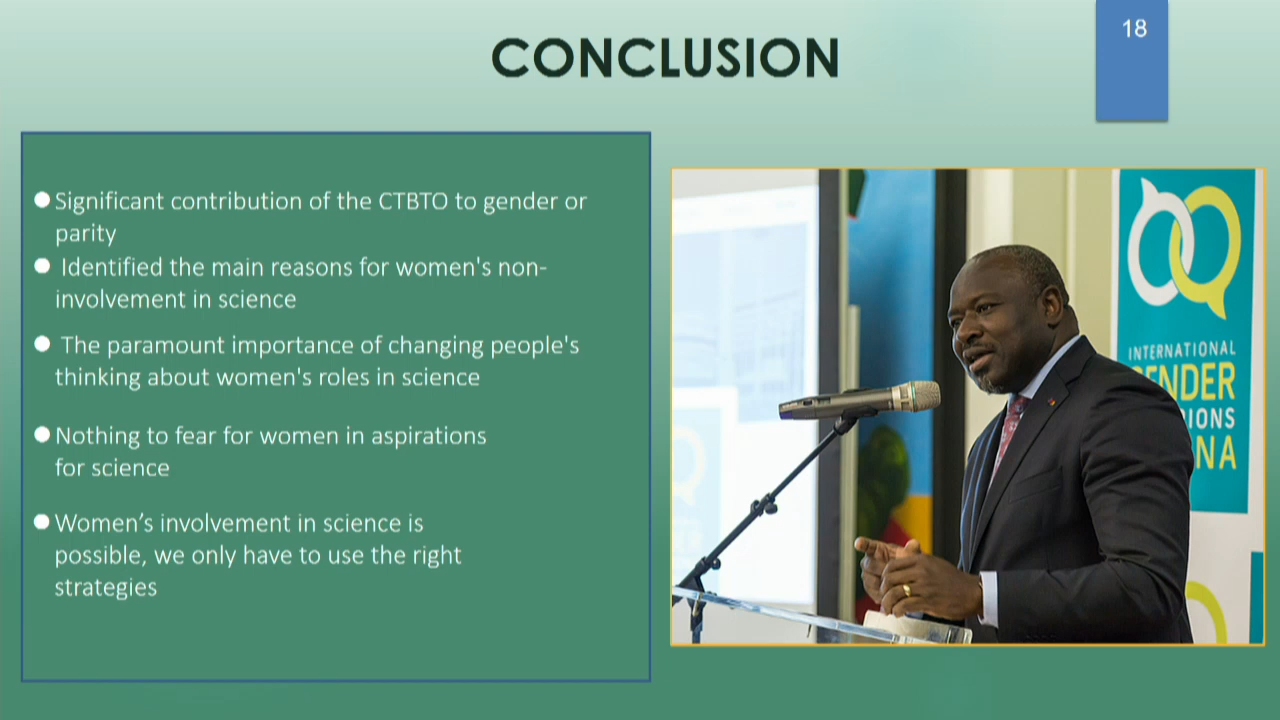 CONCLUSION
18
Significant contribution of the CTBTO to gender or
parity
Identified the main reasons for women's non-
involvement in science
The paramount importance of changing people's
thinking about women's roles in science
Nothing to fear for women in aspirations
for science
Women’s involvement in science is
possible, we only have to use the right
strategies
INTERNATIONAL